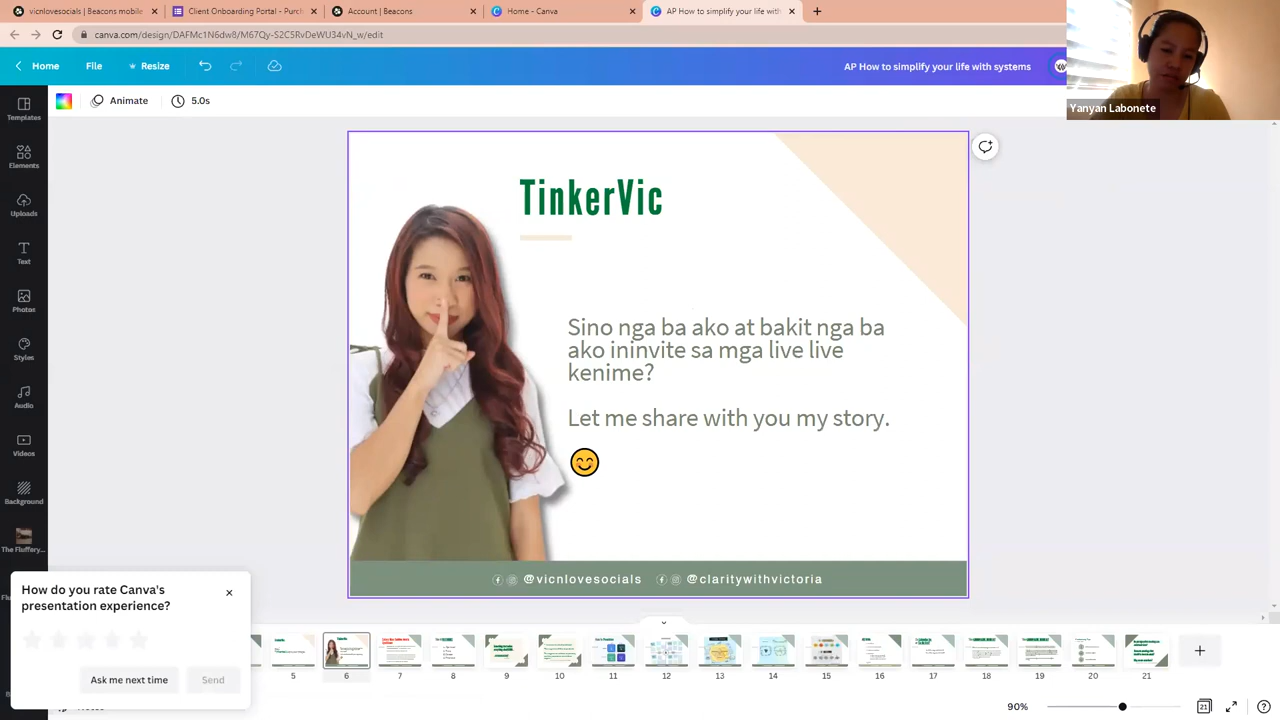 vicnlovesocials | Beacons mobile
Client Onboarding Portal - Purch
Account | Beacons
Home - Canva
AP How to simplify your life with
canva.com/design/DAFMc1N6dw8/M67Qy-S2C5RvDeWU34vN_w/edit
Home
File
Resize
AP How to simplify your life with systems
Animate
5.0s
Yanyan Labonete
Templates
Elements
Uploads
Text
Photos
Styles
Audio
Videos
Background
The Fluffery...
TinkerVic
Sino nga ba ako at bakit nga ba
ako ininvite sa mga live live
kenime?
Let me share with you my story.
@vicnlovesocials @claritywithvictoria
How do you rate Canva's
presentation experience?
Ask me next time
Send
5 6 7 8 9 10 11 12 13 14 15 16 17 18 19 20 21
90%
21